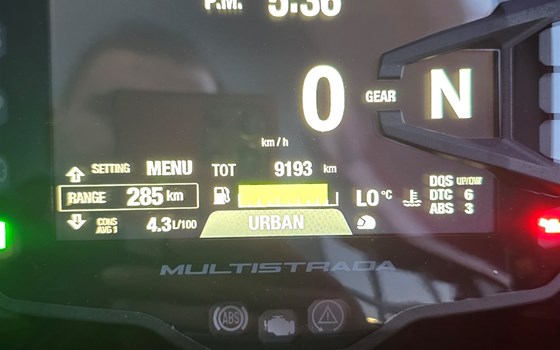 P.M. 5:36
0 GEAR N
km/h
SETTING MENU TOT 9193 km
RANGE 285 km
LO °C
DQS UP/DW
DTC 6
ABS 3
CONS AVG 1 4.3 L/100
URBAN
MULTISTRADA
ABS